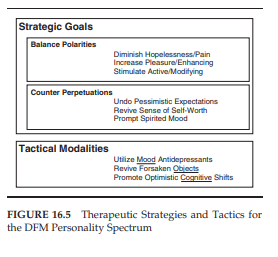 Strategic Goals
Balance Polarities
Diminish Hopelessness/Pain
Increase Pleasure/Enhancing
Stimulate Active/Modifying
Counter Perpetuations
Undo Pessimistic Expectations
Revive Sense of Self-Worth
Prompt Spirited Mood
Tactical Modalities
Utilize Mood Antidepressants
Revive Forsaken Objects
Promote Optimistic Cognitive Shifts
FIGURE 16.5 Therapeutic Strategies and Tactics for
the DFM Personality Spectrum